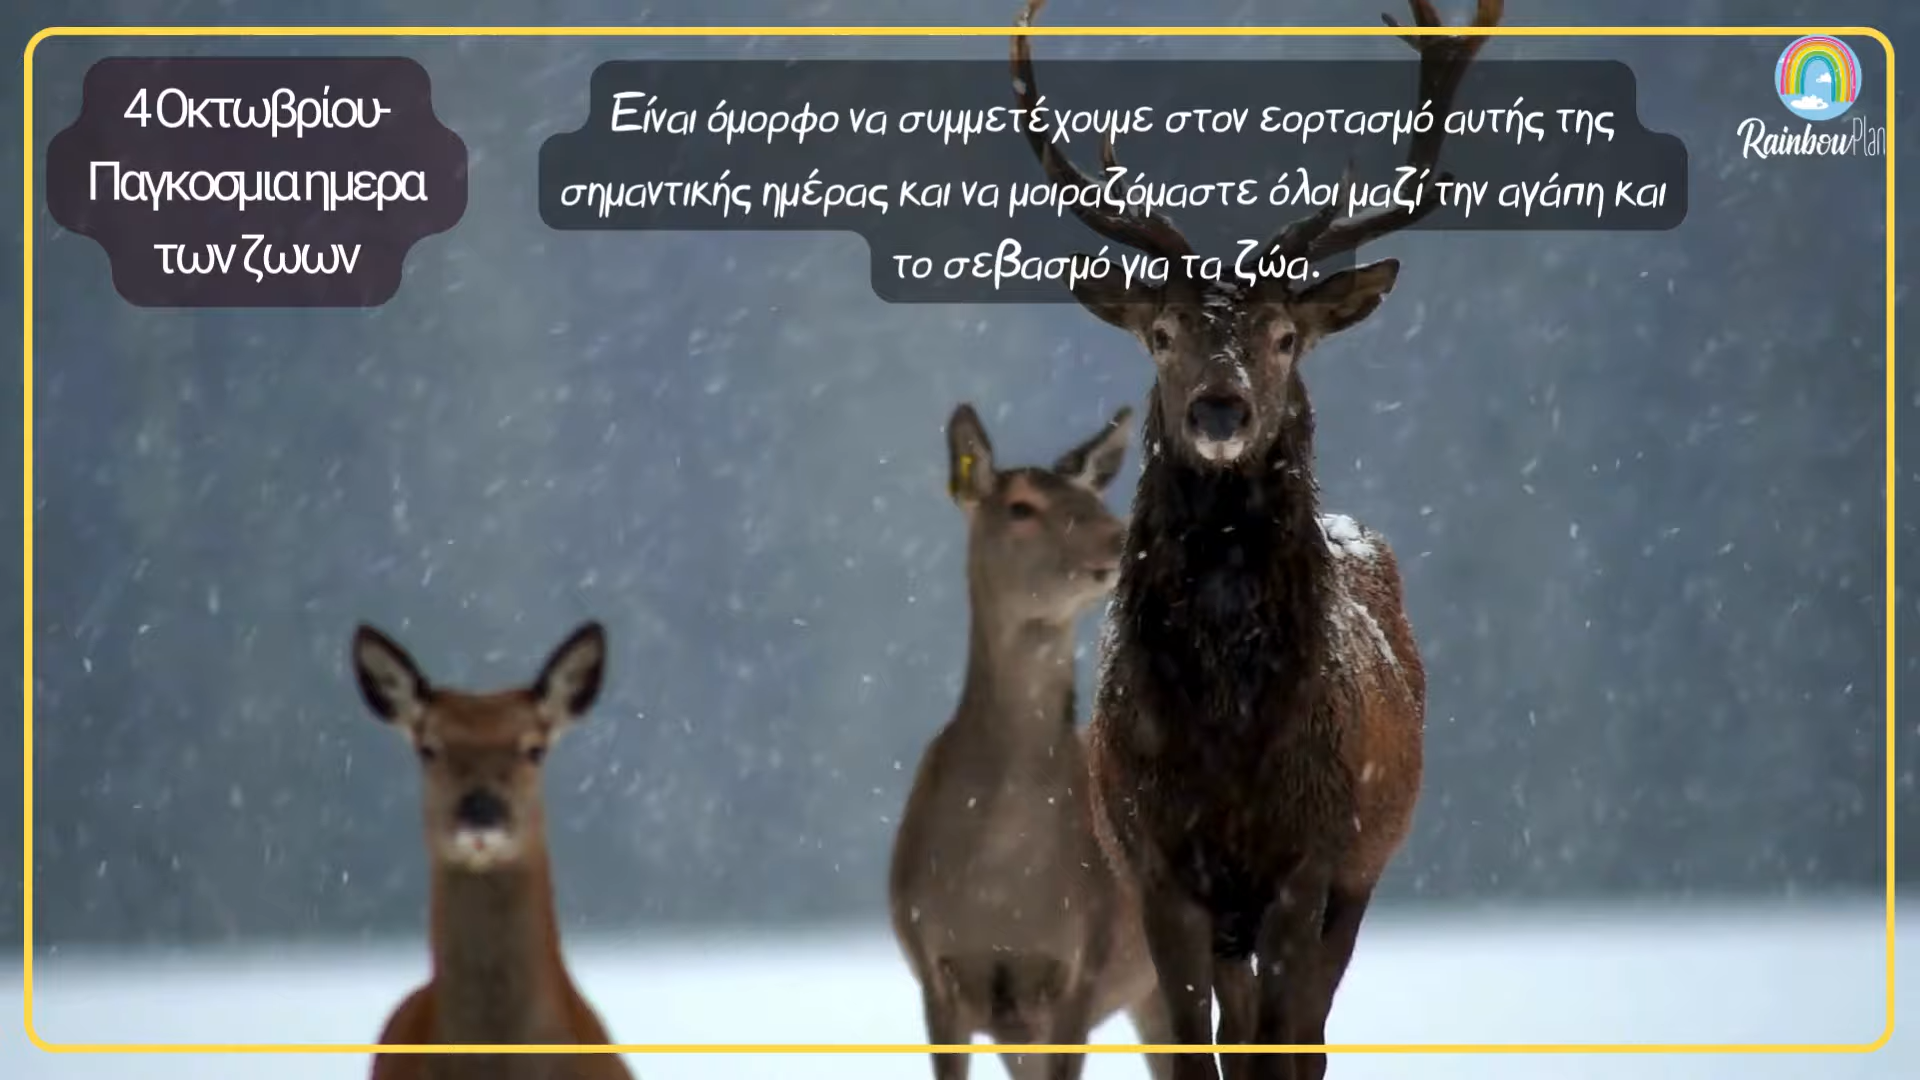 4 Οκτωβρίου-
Παγκοσμια ημερα
των ζωων
Είναι όμορφο να συμμετέχουμε στον εορτασμό αυτής της
σημαντικής ημέρας και να μοιραζόμαστε όλοι μαζί την αγάπη και
το σεβασμό για τα ζώα.
RainbowPlan